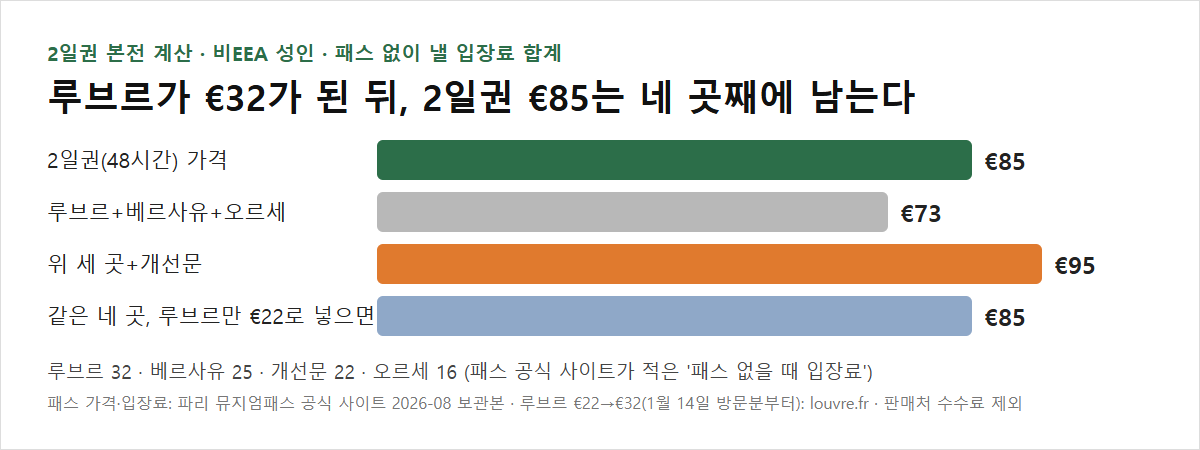 2일권 본전 계산 · 비EEA 성인 · 패스 없이 낼 입장료 합계
루브르가 €32가 된 뒤, 2일권 €85는 네 곳째에 남는다
2일권(48시간) 가격 €85
루브르+베르사유+오르세 €73
위 세 곳+개선문 €95
같은 네 곳, 루브르만 €22로 넣으면 €85
루브르 32 · 베르사유 25 · 개선문 22 · 오르세 16 (패스 공식 사이트가 적은 '패스 없을 때 입장료')
패스 가격·입장료: 파리 뮤지엄패스 공식 사이트 2026-08 보관본 · 루브르 €22→€32(1월 14일 방문분부터): louvre.fr · 판매처 수수료 제외